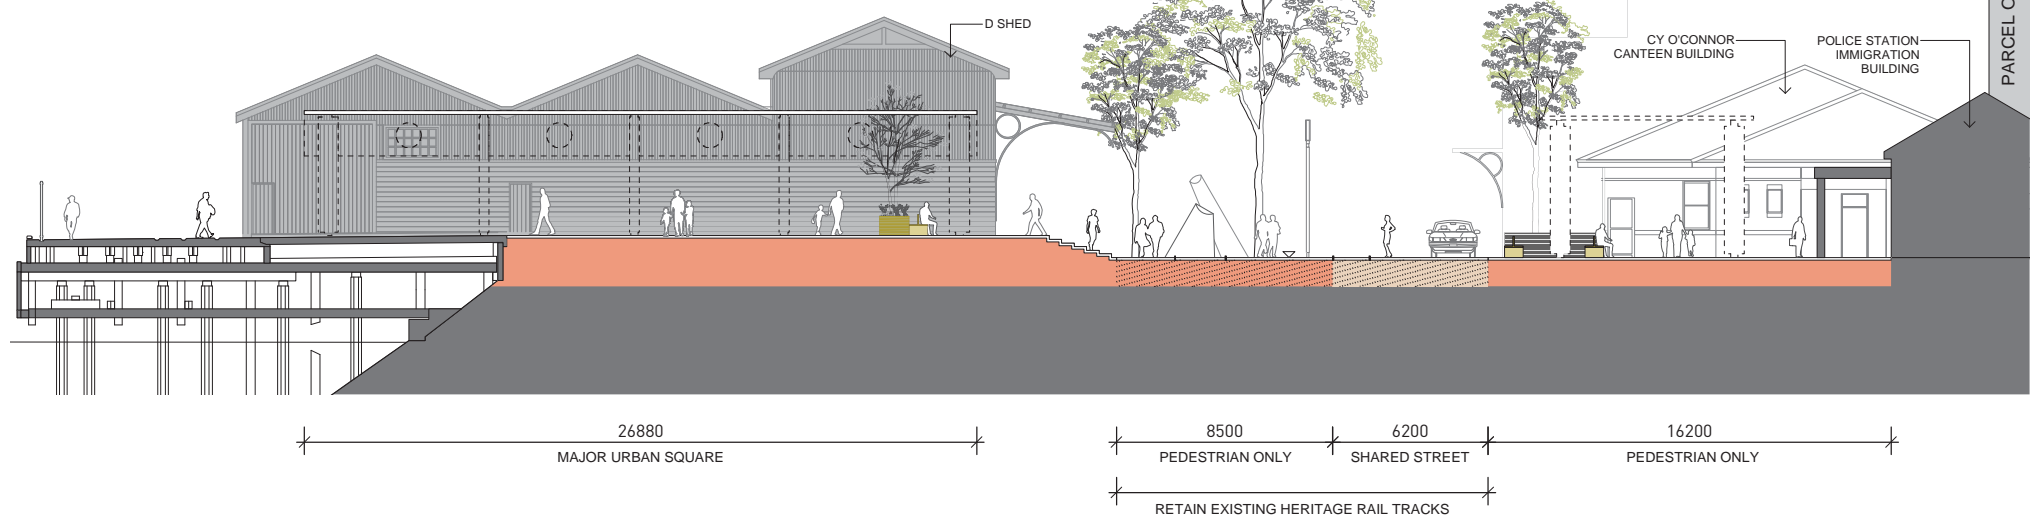 D SHED
CY O'CONNOR
CANTEEN BUILDING
POLICE STATION
IMMIGRATION
BUILDING
PARCEL C
26880
MAJOR URBAN SQUARE
8500
PEDESTRIAN ONLY
6200
SHARED STREET
16200
PEDESTRIAN ONLY
RETAIN EXISTING HERITAGE RAIL TRACKS